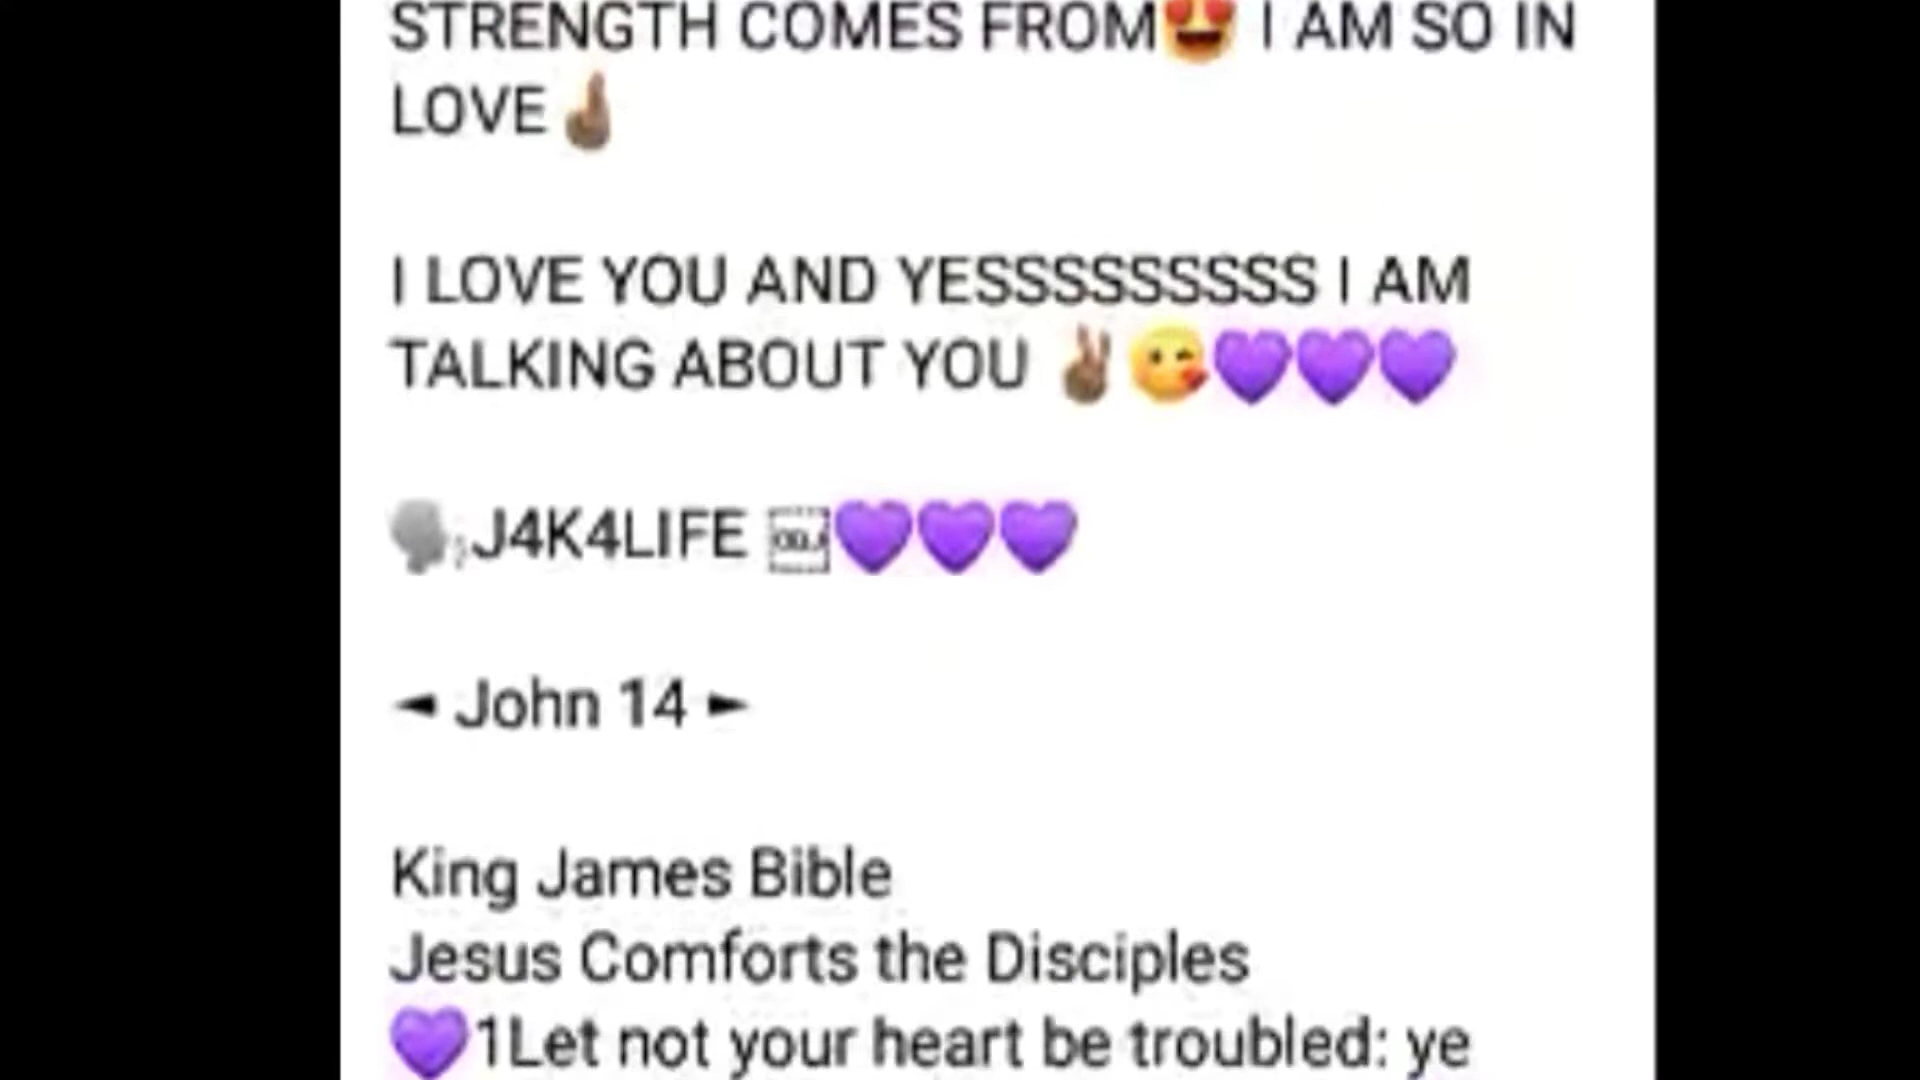 STRENGTH COMES FROM😍 I AM SO IN
LOVE🤞🏾
I LOVE YOU AND YESSSSSSSSS I AM
TALKING ABOUT YOU ✌🏾😘💜💜💜
🗣J4K4LIFE ￼💜💜💜
◄ John 14 ►
King James Bible
Jesus Comforts the Disciples
💜1Let not your heart be troubled: ye